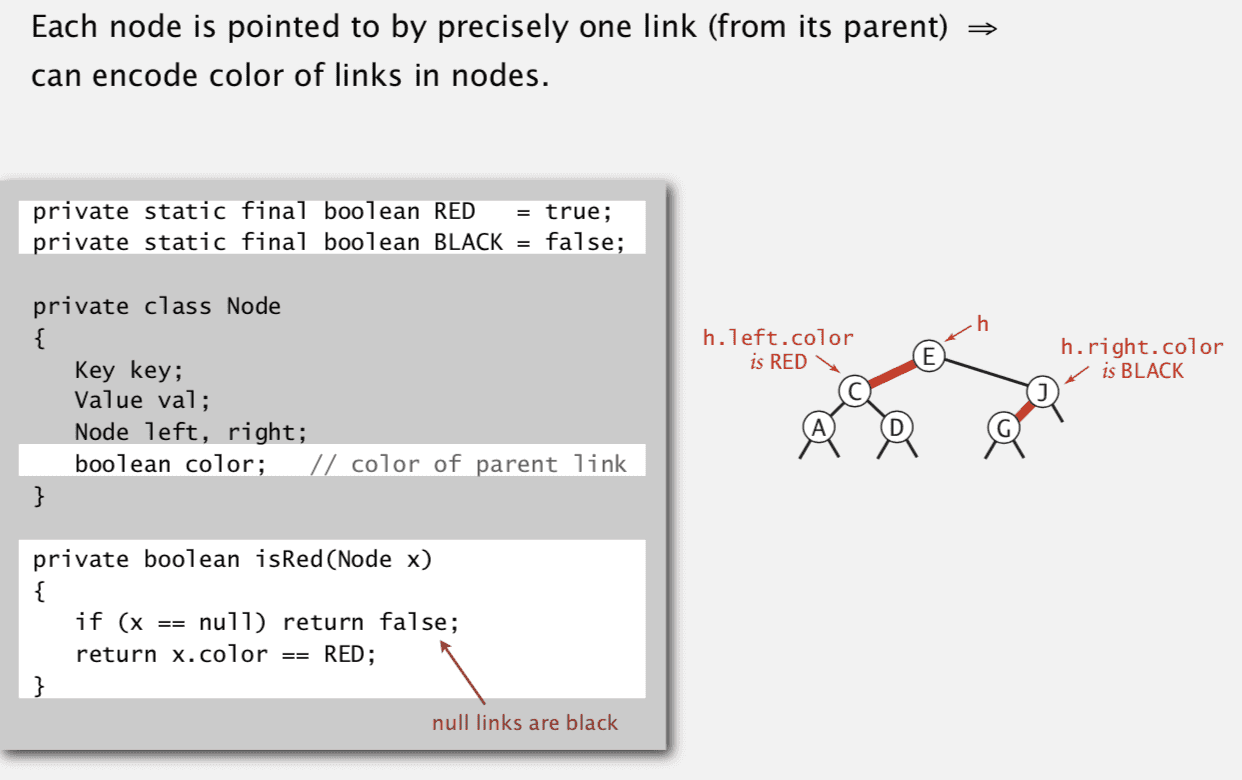 Each node is pointed to by precisely one link (from its parent) ⇒
can encode color of links in nodes.
private static final boolean RED   = true;
private static final boolean BLACK = false;
private class Node
{
   Key key;
   Value val;
   Node left, right;
   boolean color;   // color of parent link
}
private boolean isRed(Node x)
{
   if (x == null) return false;
   return x.color == RED;
}
null links are black
h
h.left.color
is RED
h.right.color
is BLACK
E
C
J
A
D
G